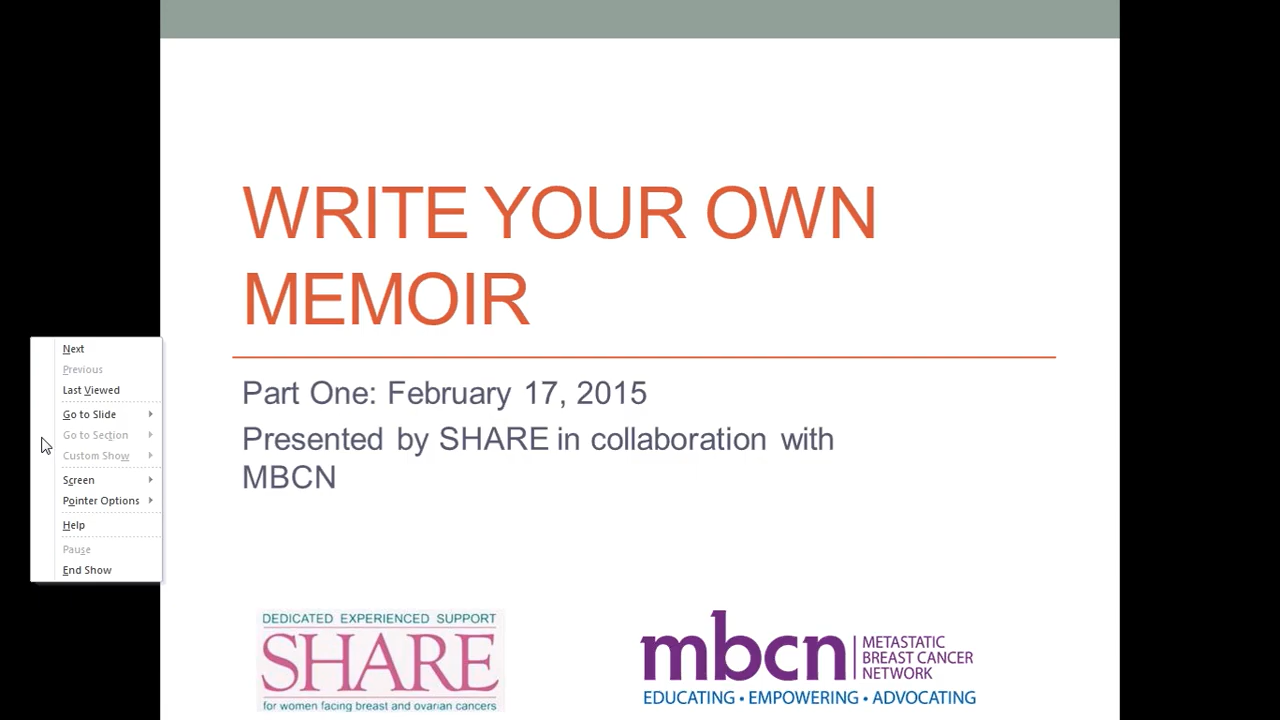 WRITE YOUR OWN
MEMOIR
Next
Previous
Last Viewed
Go to Slide
Go to Section
Custom Show
Screen
Pointer Options
Help
Pause
End Show
Part One: February 17, 2015
Presented by SHARE in collaboration with
MBCN
DEDICATED EXPERIENCED SUPPORT
SHARE
for women facing breast and ovarian cancers
mbcn
METASTATIC
BREAST CANCER
NETWORK
EDUCATING • EMPOWERING • ADVOCATING